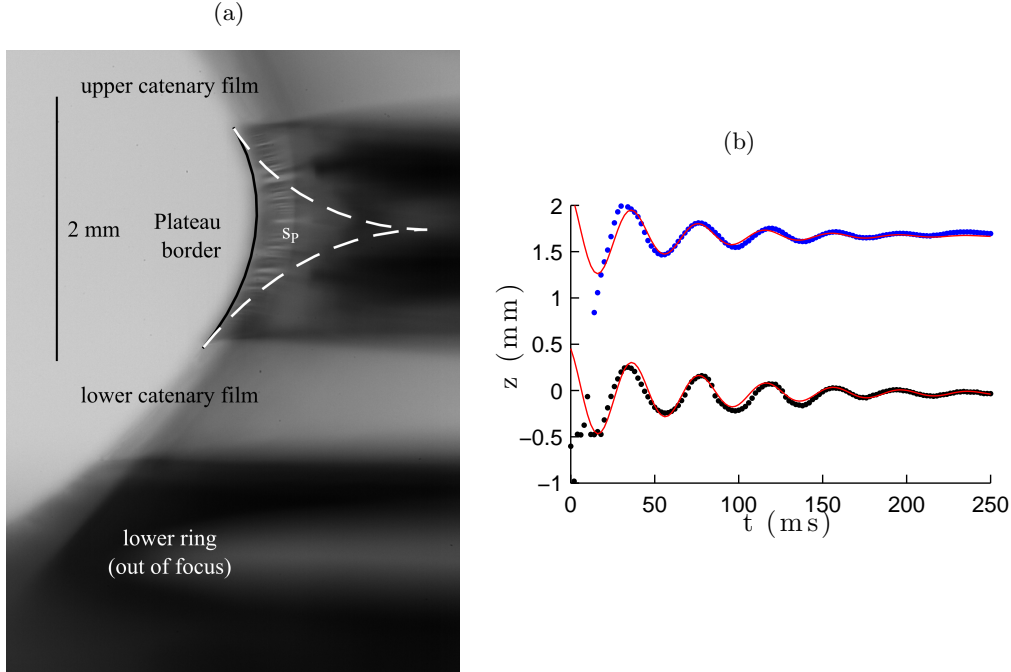 (a)
upper catenary film
2 mm
Plateau
border
sP
lower catenary film
lower ring
(out of focus)
(b)
2
1.5
1
0.5
0
−0.5
−1
z (mm)
0
50
100
150
200
250
t (ms)